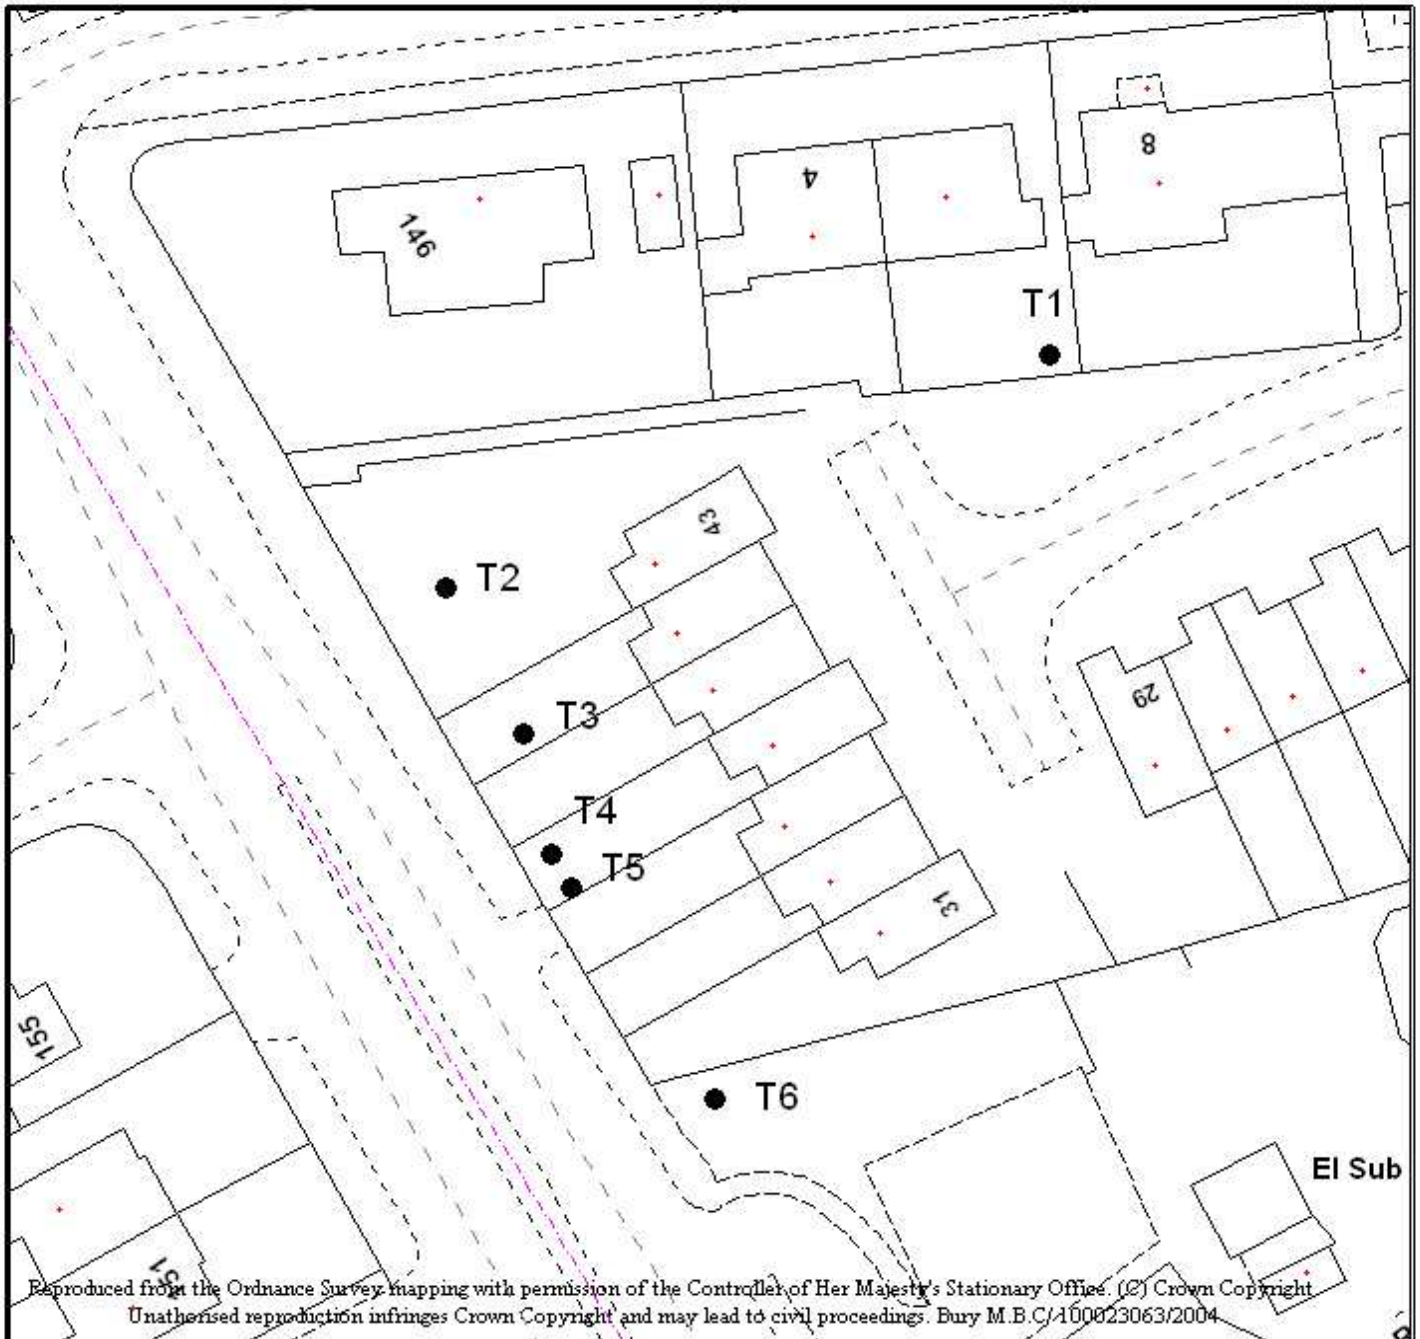 8
4
146
T1
43
T2
29
T3
T4
T5
31
155
T6
El Sub
151
Reproduced from the Ordnance Survey mapping with permission of the Controller of Her Majesty's Stationary Office. (C) Crown Copyright
Unathorised reproduction infringes Crown Copyright and may lead to civil proceedings. Bury M.B.C/100023063/2004